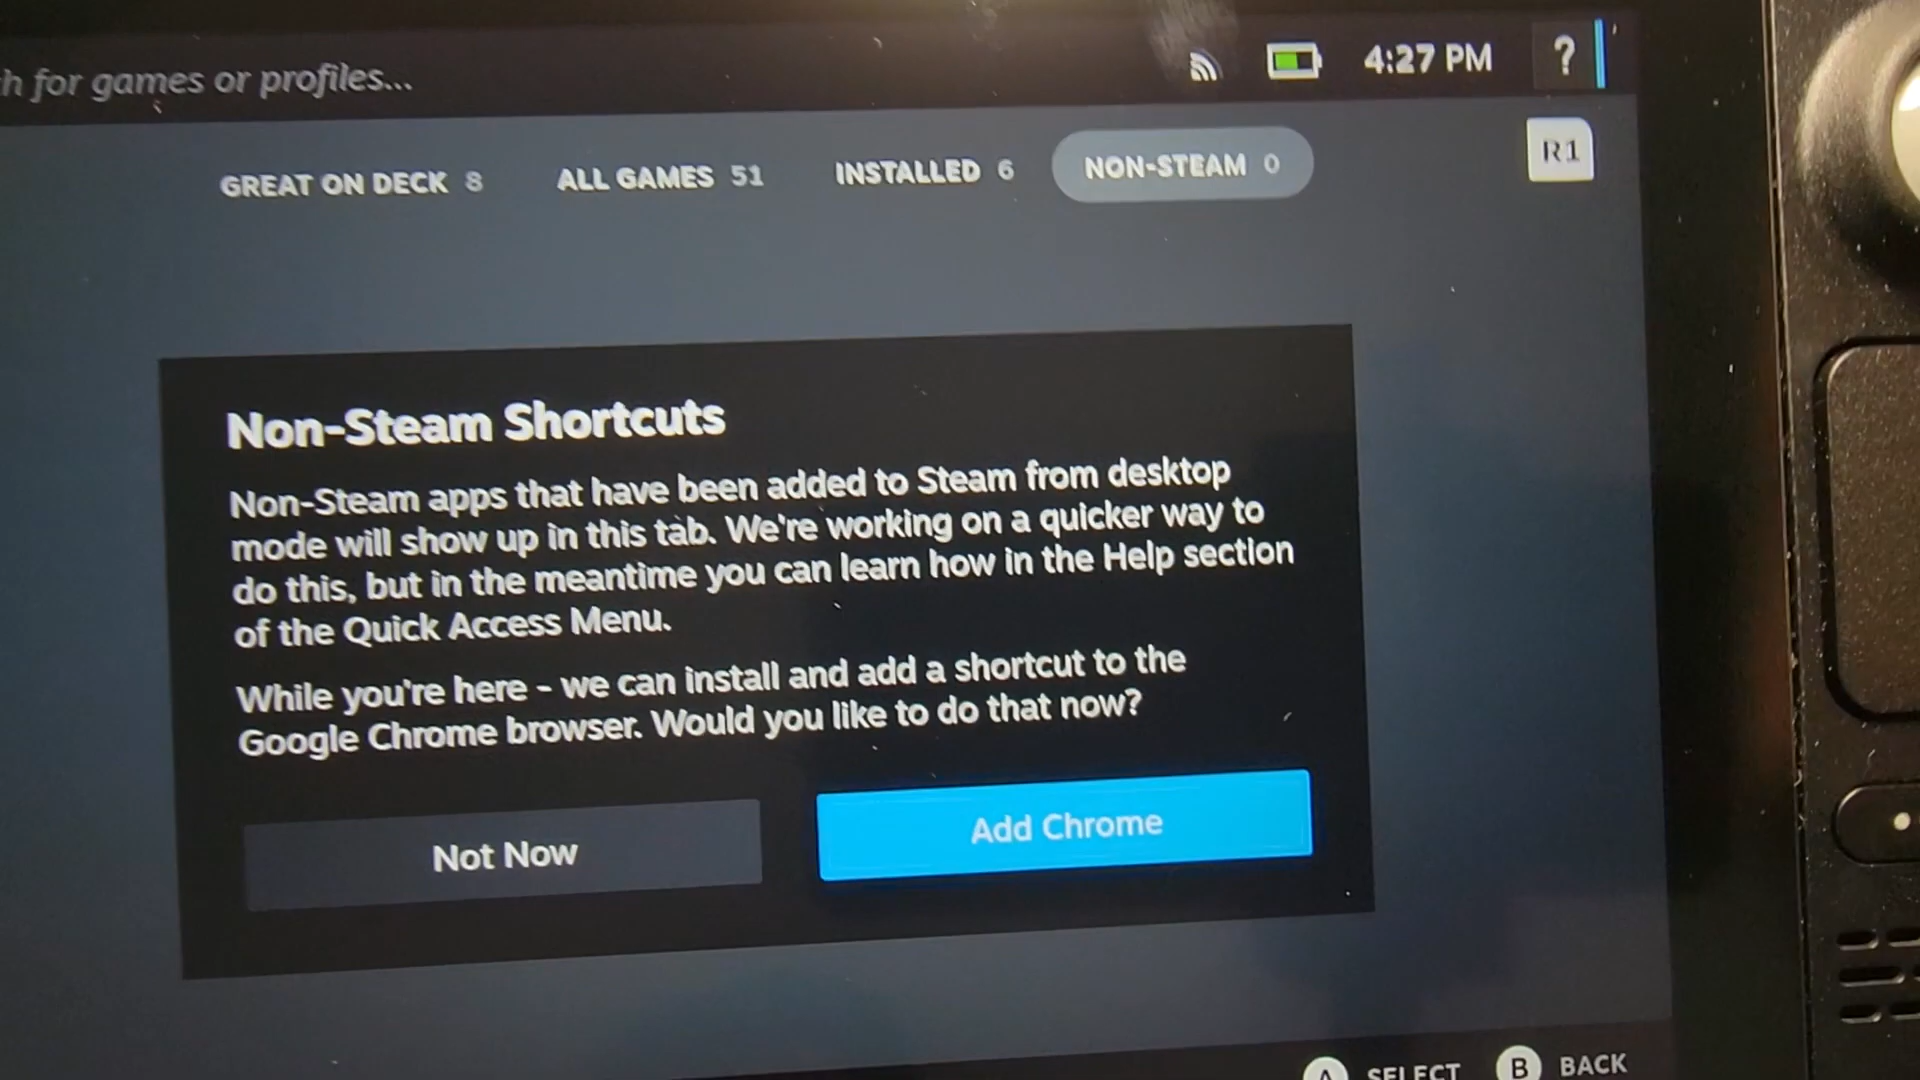 h for games or profiles...
4:27 PM
?
GREAT ON DECK 8
ALL GAMES 51
INSTALLED 6
NON-STEAM 0
R1
Non-Steam Shortcuts
Non-Steam apps that have been added to Steam from desktop
mode will show up in this tab. We're working on a quicker way to
do this, but in the meantime you can learn how in the Help section
of the Quick Access Menu.
While you're here - we can install and add a shortcut to the
Google Chrome browser. Would you like to do that now?
Not Now
Add Chrome
A SELECT
B BACK